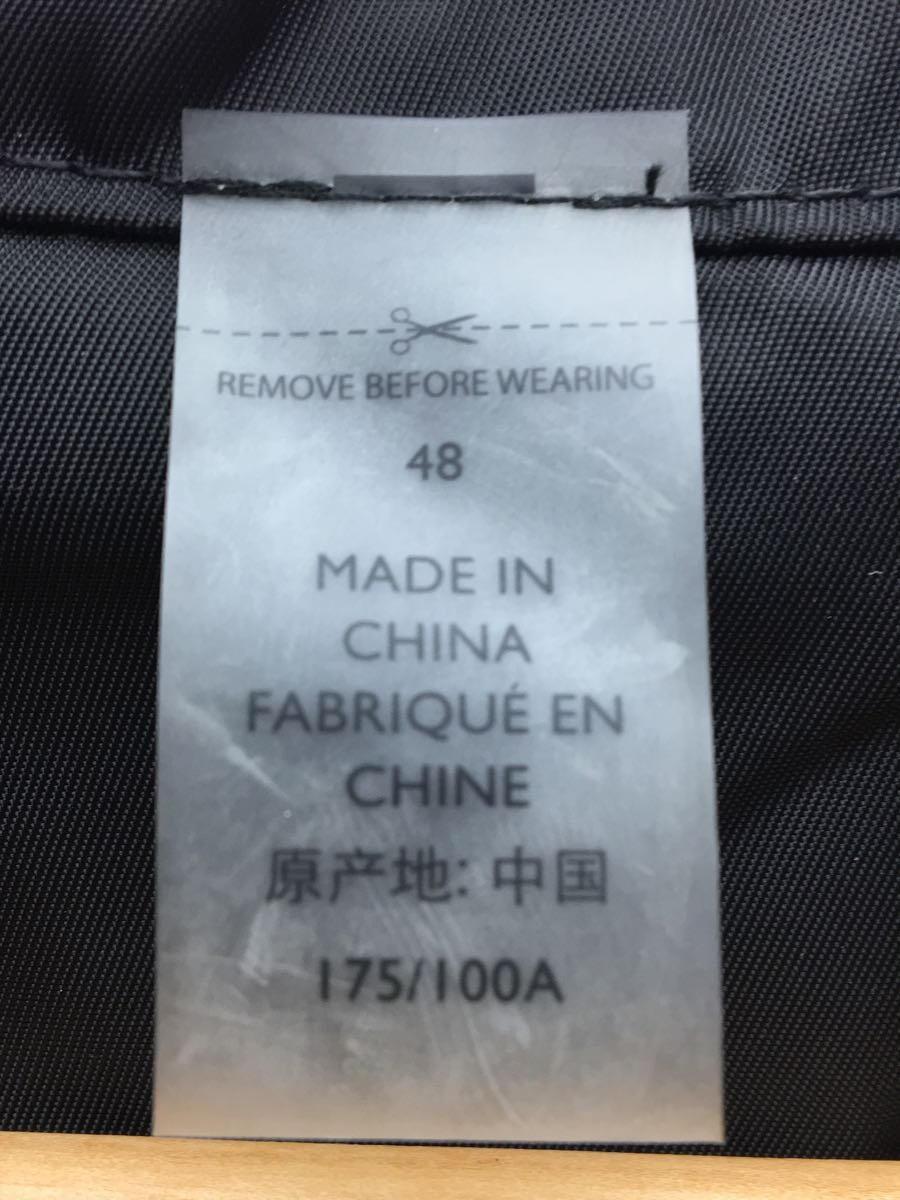 REMOVE BEFORE WEARING
48
MADE IN
CHINA
FABRIQUÉ EN
CHINE
原产地: 中国
175/100A